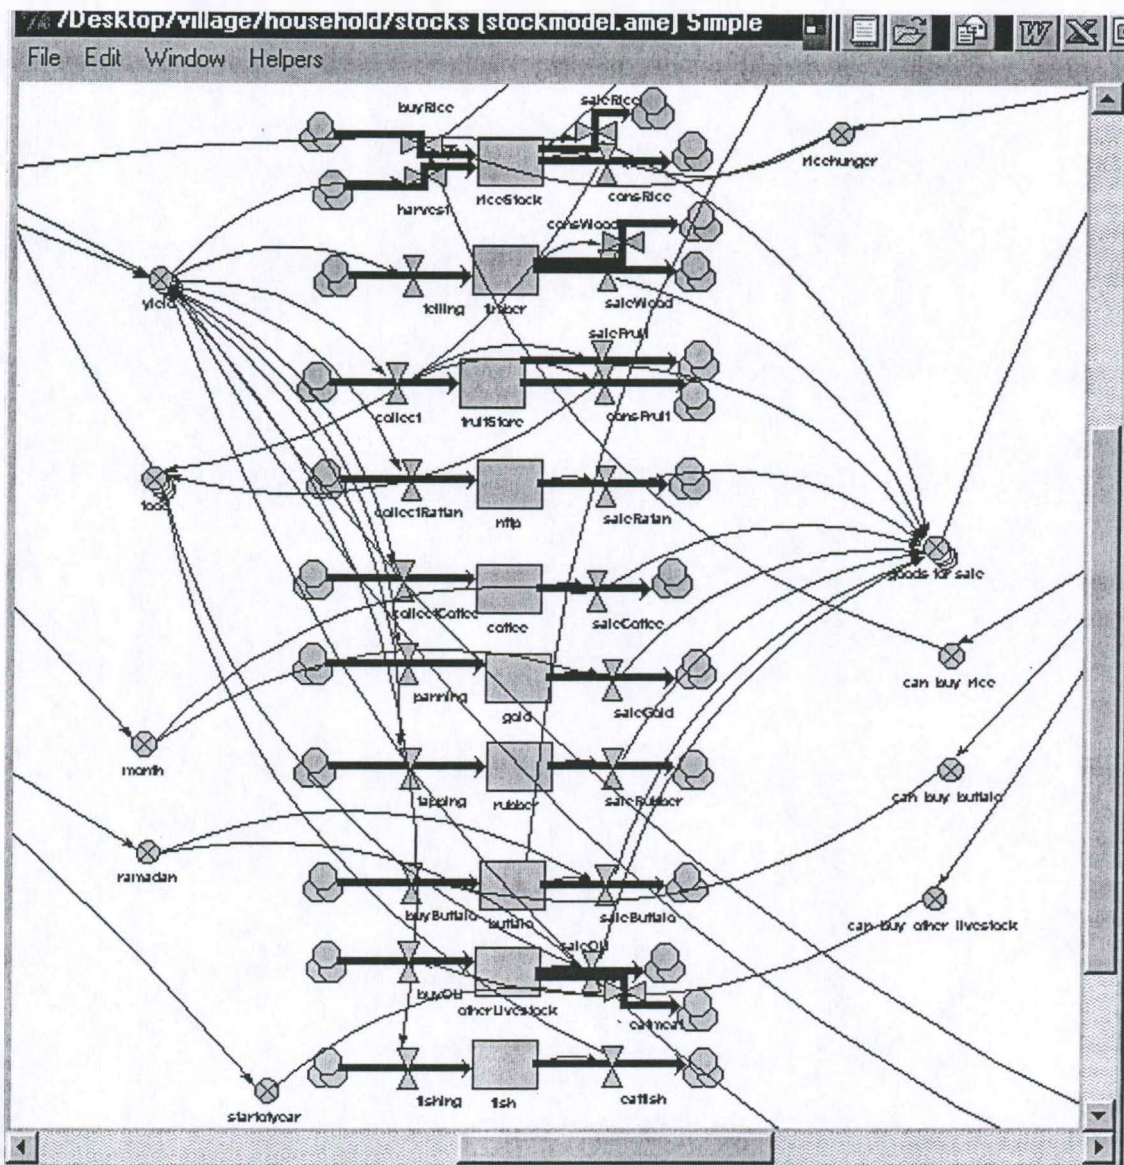 /Desktop/village/household/stocks (stockmodel.ame) Simple
File Edit Window Helpers
buyRice
saleRice
ricehunger
harvest
riceStock
consRice
consWood
yield
felling
timber
saleWood
saleFruit
collect
fruitStore
consFruit
food
collectRattan
ntfp
saleRatan
goods for sale
collectCoffee
coffee
saleCoffee
can buy rice
panning
gold
saleGold
month
tapping
rubber
saleRubber
can buy buffalo
ramadan
buyBuffalo
buffalo
saleBuffalo
can buy other livestock
saleOLI
buyOLI
otherLivestock
eatmeat
fishing
fish
eatfish
startofyear